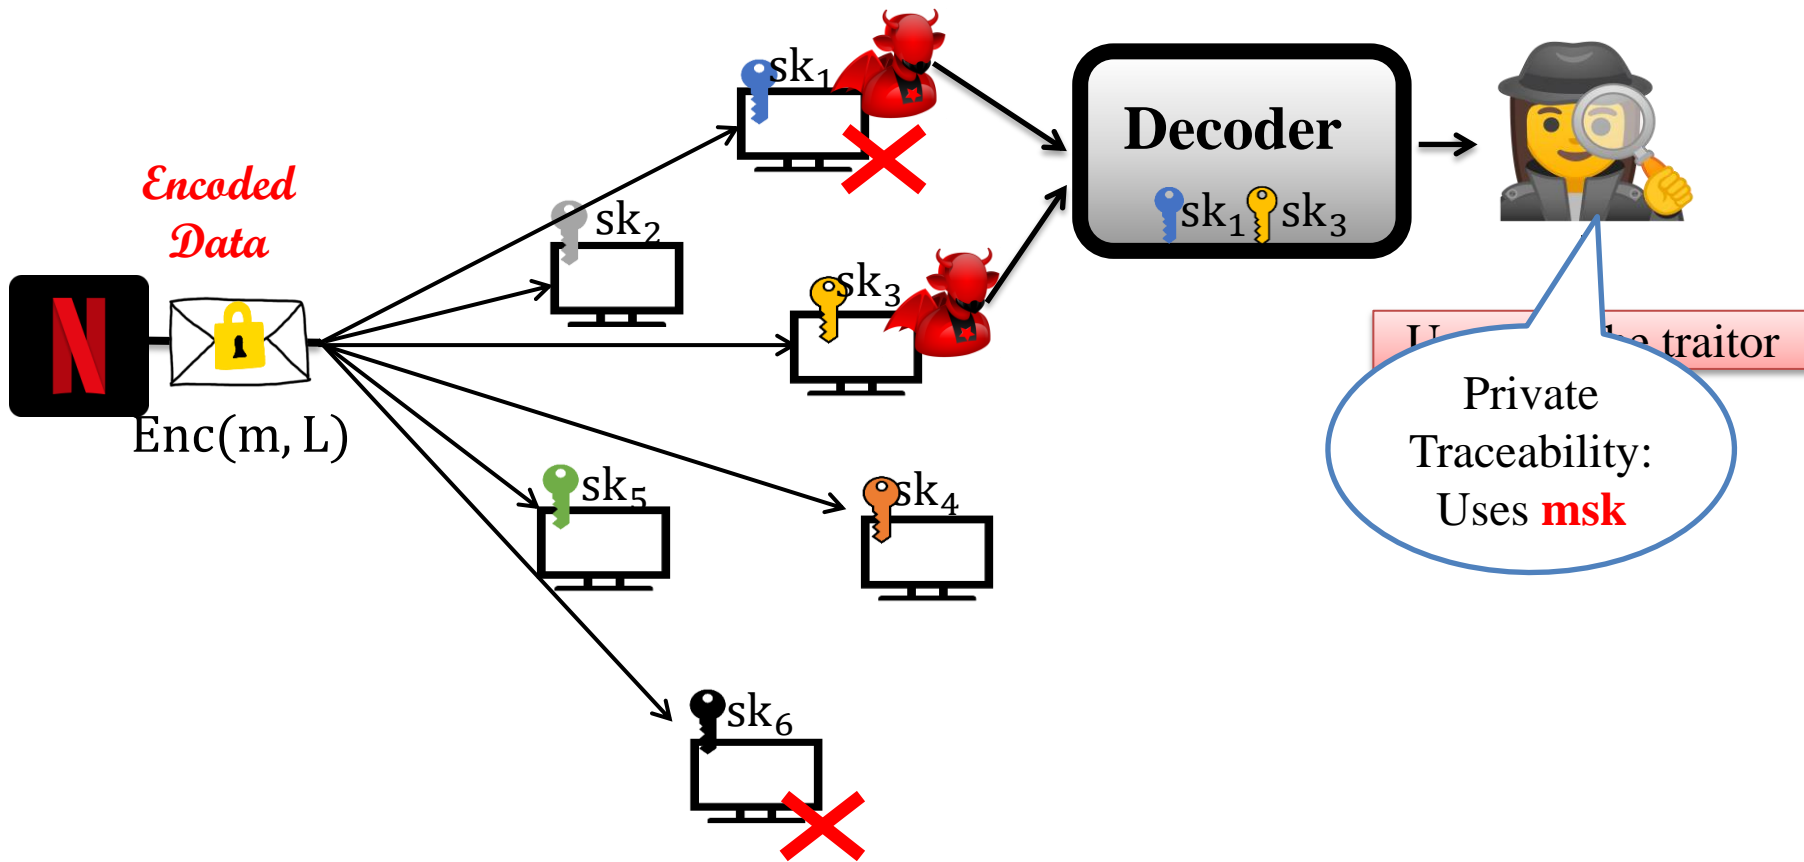 Encoded
Data
Enc(m, L)
sk₁
sk₂
sk₃
sk₅
sk₄
sk₆
Decoder
sk₁ sk₃
traitor
Private
Traceability:
Uses msk